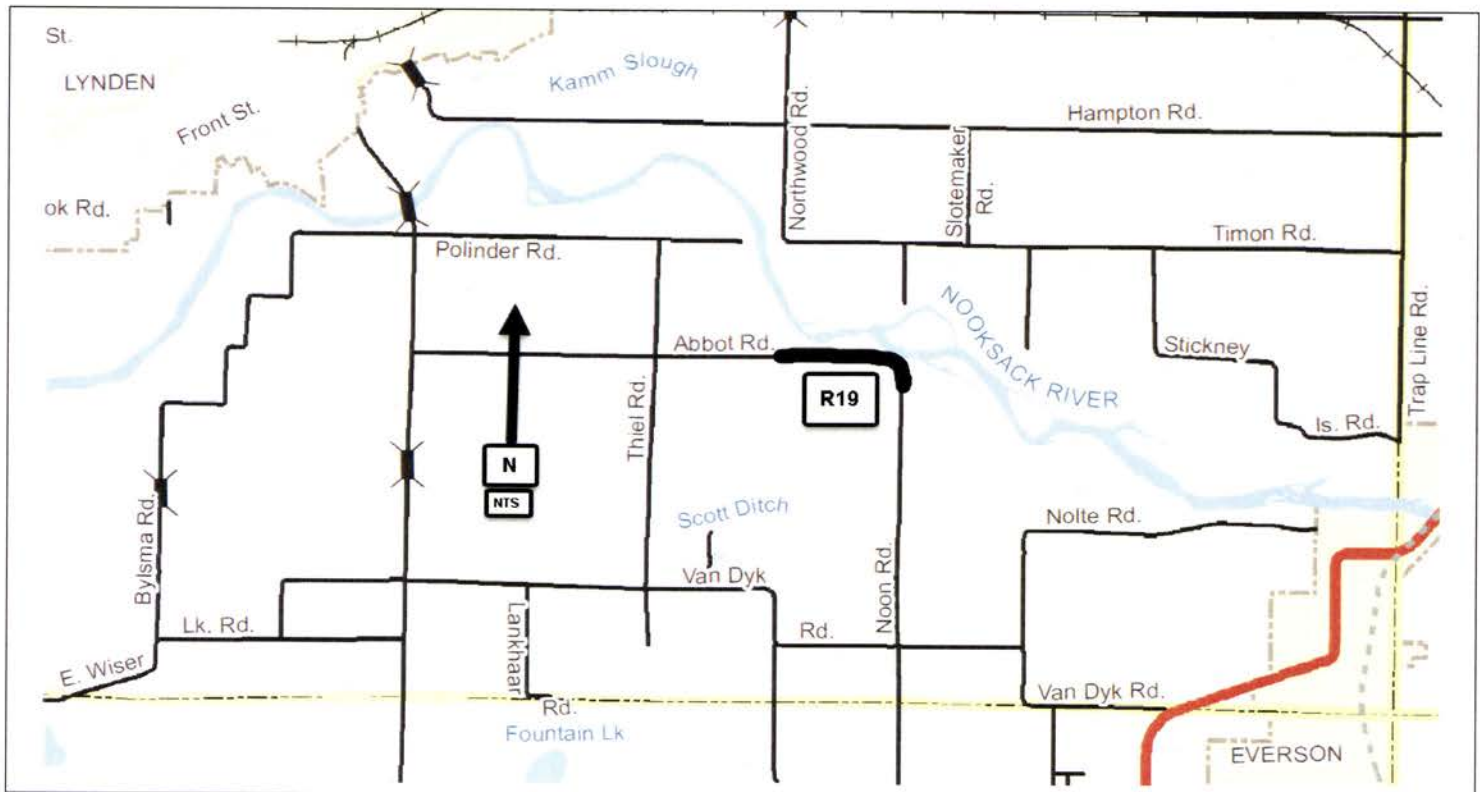 St.
LYNDEN
Front St.
ok Rd.
Kamm Slough
Northwood Rd.
Hampton Rd.
Slotemaker
Rd.
Timon Rd.
Polinder Rd.
NOOKSACK RIVER
Abbot Rd.
Stickney
Trap Line Rd.
R19
Thiel Rd.
Is. Rd.
N
NTS
Bylsma Rd.
Scott Ditch
Nolte Rd.
Van Dyk
Noon Rd.
Lk. Rd.
Lankhaar
Rd.
E. Wiser
Van Dyk Rd.
Rd.
Fountain Lk
EVERSON